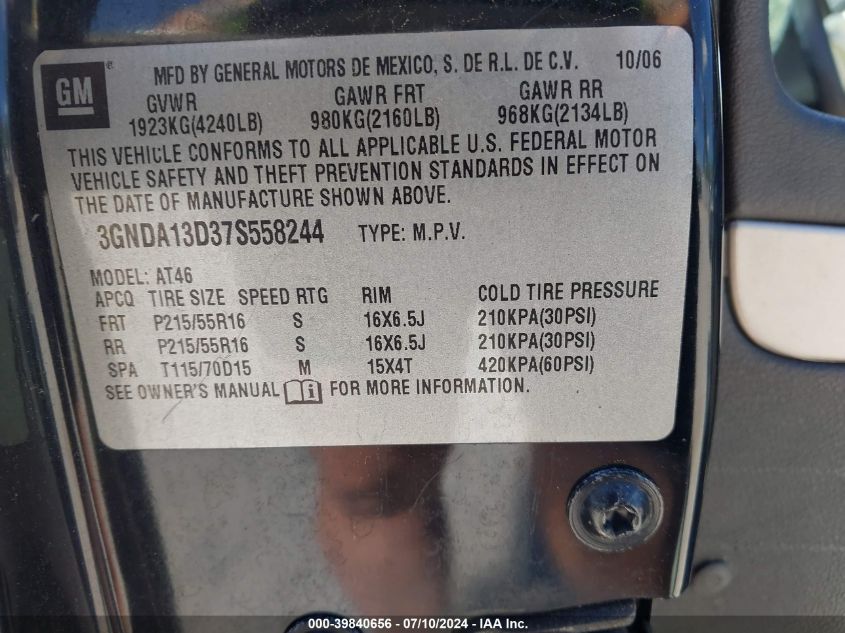 GM ® MFD BY GENERAL MOTORS DE MEXICO, S. DE R.L. DE C.V. 10/06
GVWR GAWR FRT GAWR RR
1923KG(4240LB) 980KG(2160LB) 968KG(2134LB)
THIS VEHICLE CONFORMS TO ALL APPLICABLE U.S. FEDERAL MOTOR
VEHICLE SAFETY AND THEFT PREVENTION STANDARDS IN EFFECT ON
THE DATE OF MANUFACTURE SHOWN ABOVE.
3GNDA13D37S558244 TYPE: M.P.V.
MODEL: AT46
APCQ TIRE SIZE SPEED RTG RIM COLD TIRE PRESSURE
FRT P215/55R16 S 16X6.5J 210KPA(30PSI)
RR P215/55R16 S 16X6.5J 210KPA(30PSI)
SPA T115/70D15 M 15X4T 420KPA(60PSI)
SEE OWNER'S MANUAL i FOR MORE INFORMATION.
000-39840656 - 07/10/2024 - IAA Inc.